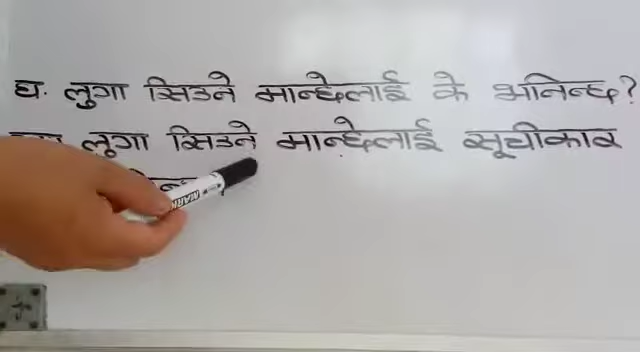 घ. लुगा सिउने मान्छेलाई के भनिन्छ?
लुगा सिउने मान्छेलाई सूचीकार